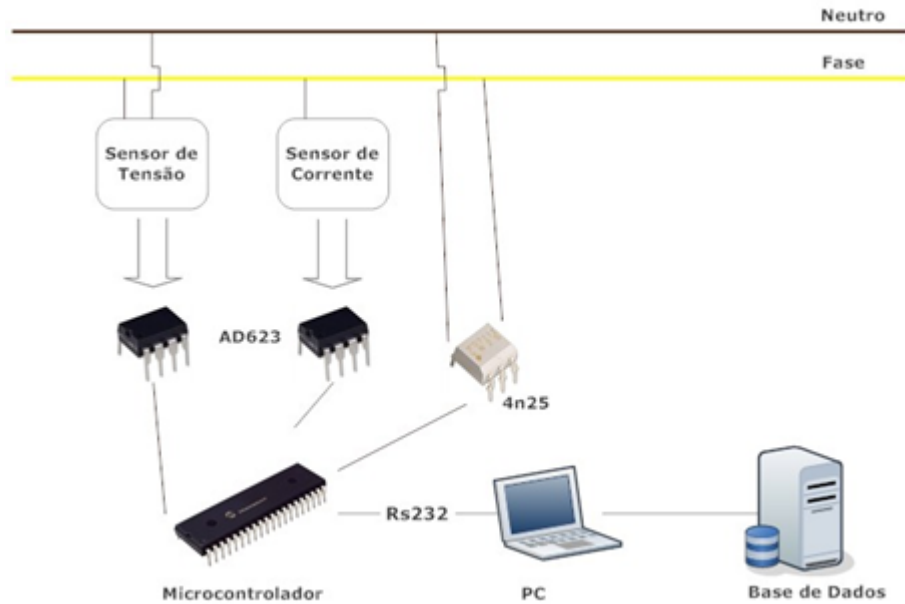 Neutro
Fase
Sensor de
Tensão
Sensor de
Corrente
AD623
4n25
Rs232
Microcontrolador
PC
Base de Dados